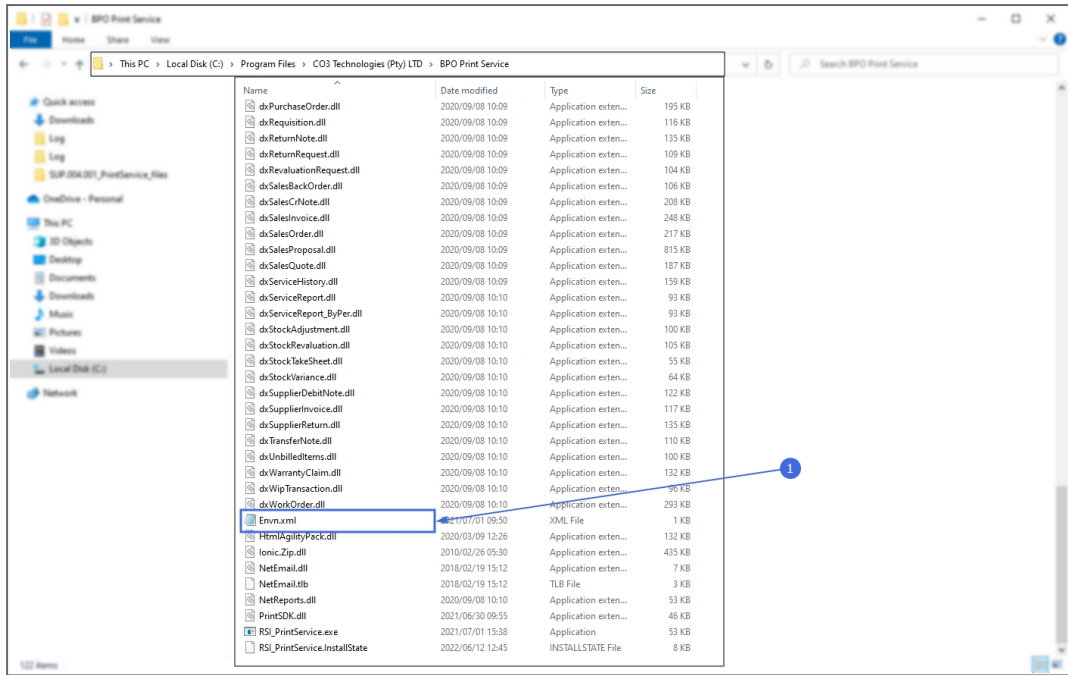 BPO Print Service
File Home Share View
This PC > Local Disk (C:) > Program Files > CO3 Technologies (Pty) LTD > BPO Print Service
Search BPO Print Service
Quick access
Downloads
Log
Log
SUP.004.001_PrintService_files
OneDrive - Personal
This PC
3D Objects
Desktop
Documents
Downloads
Music
Pictures
Videos
Local Disk (C:)
Network
Name Date modified Type Size
dxPurchaseOrder.dll 2020/09/08 10:09 Application exten... 195 KB
dxRequisition.dll 2020/09/08 10:09 Application exten... 116 KB
dxReturnNote.dll 2020/09/08 10:09 Application exten... 135 KB
dxReturnRequest.dll 2020/09/08 10:09 Application exten... 109 KB
dxRevaluationRequest.dll 2020/09/08 10:09 Application exten... 104 KB
dxSalesBackOrder.dll 2020/09/08 10:09 Application exten... 106 KB
dxSalesCrNote.dll 2020/09/08 10:09 Application exten... 208 KB
dxSalesInvoice.dll 2020/09/08 10:09 Application exten... 248 KB
dxSalesOrder.dll 2020/09/08 10:09 Application exten... 217 KB
dxSalesProposal.dll 2020/09/08 10:09 Application exten... 815 KB
dxSalesQuote.dll 2020/09/08 10:09 Application exten... 187 KB
dxServiceHistory.dll 2020/09/08 10:09 Application exten... 159 KB
dxServiceReport.dll 2020/09/08 10:10 Application exten... 93 KB
dxServiceReport_ByPer.dll 2020/09/08 10:10 Application exten... 93 KB
dxStockAdjustment.dll 2020/09/08 10:10 Application exten... 100 KB
dxStockRevaluation.dll 2020/09/08 10:10 Application exten... 105 KB
dxStockTakeSheet.dll 2020/09/08 10:10 Application exten... 55 KB
dxStockVariance.dll 2020/09/08 10:10 Application exten... 64 KB
dxSupplierDebitNote.dll 2020/09/08 10:10 Application exten... 122 KB
dxSupplierInvoice.dll 2020/09/08 10:10 Application exten... 117 KB
dxSupplierReturn.dll 2020/09/08 10:10 Application exten... 135 KB
dxTransferNote.dll 2020/09/08 10:10 Application exten... 110 KB
dxUnbilledItems.dll 2020/09/08 10:10 Application exten... 100 KB
dxWarrantyClaim.dll 2020/09/08 10:10 Application exten... 132 KB
1
dxWipTransaction.dll 2020/09/08 10:10 Application exten... 96 KB
dxWorkOrder.dll 2020/09/08 10:10 Application exten... 293 KB
Envn.xml 2021/07/01 09:50 XML File 1 KB
HtmlAgilityPack.dll 2020/03/09 12:26 Application exten... 132 KB
Ionic.Zip.dll 2010/02/26 05:30 Application exten... 435 KB
NetEmail.dll 2018/02/19 15:12 Application exten... 7 KB
NetEmail.tlb 2018/02/19 15:12 TLB File 3 KB
NetReports.dll 2020/09/08 10:10 Application exten... 53 KB
PrintSDK.dll 2021/06/30 09:55 Application exten... 46 KB
RSI_PrintService.exe 2021/07/01 15:38 Application 53 KB
RSI_PrintService.InstallState 2022/06/12 12:45 INSTALLSTATE File 8 KB
122 items